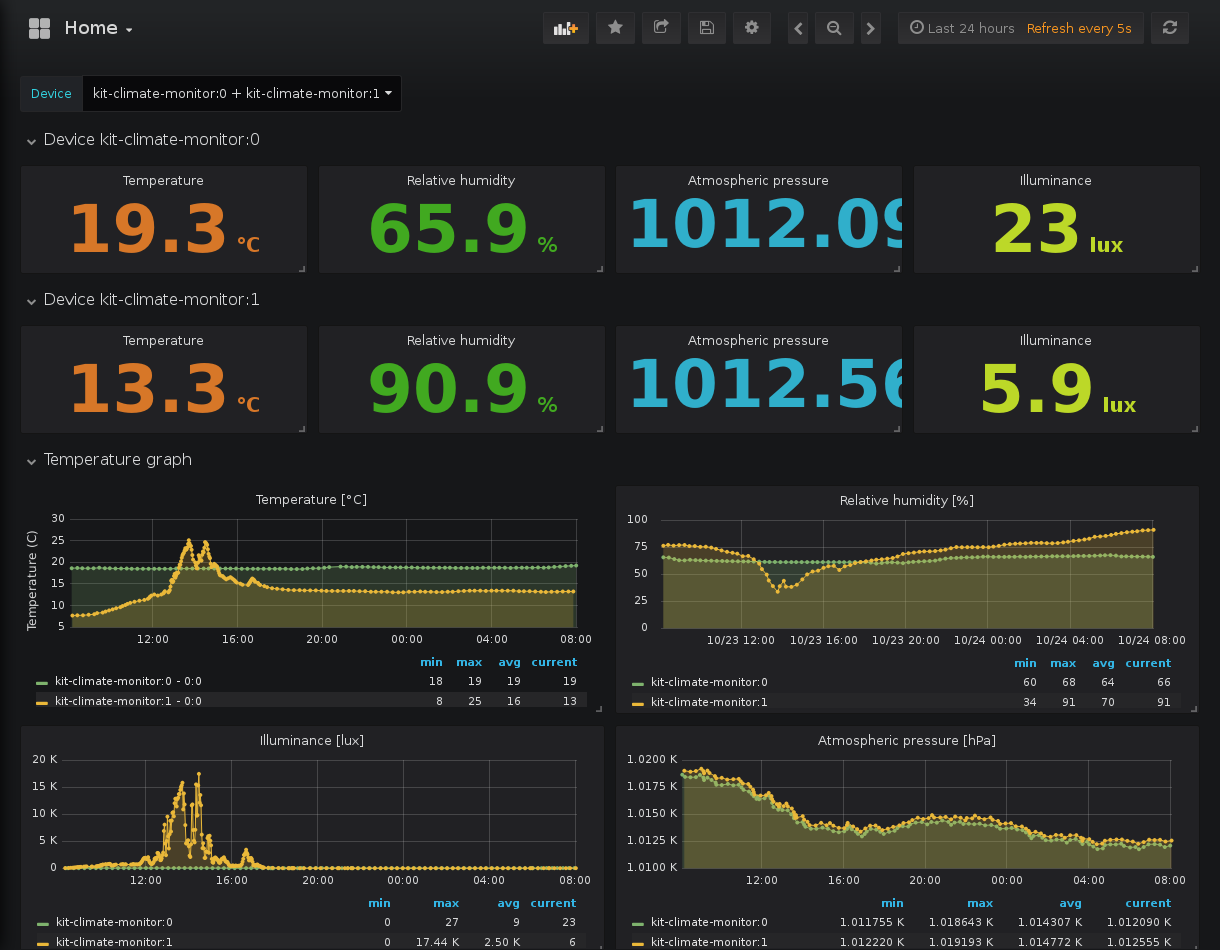 Home
Last 24 hours Refresh every 5s
Device kit-climate-monitor:0 + kit-climate-monitor:1
Device kit-climate-monitor:0
Temperature Relative humidity Atmospheric pressure Illuminance
19.3 °C 65.9 % 1012.09 23 lux
Device kit-climate-monitor:1
Temperature Relative humidity Atmospheric pressure Illuminance
13.3 °C 90.9 % 1012.56 5.9 lux
Temperature graph
Temperature [°C]
Temperature (C)
30
25
20
15
10
5
12:00 16:00 20:00 00:00 04:00 08:00
min max avg current
kit-climate-monitor:0 - 0:0 18 19 19 19
kit-climate-monitor:1 - 0:0 8 25 16 13
Relative humidity [%]
100
75
50
25
0
10/23 12:00 10/23 16:00 10/23 20:00 10/24 00:00 10/24 04:00 10/24 08:00
min max avg current
kit-climate-monitor:0 60 68 64 66
kit-climate-monitor:1 34 91 70 91
Illuminance [lux]
20 K
15 K
10 K
5 K
0
12:00 16:00 20:00 00:00 04:00 08:00
min max avg current
kit-climate-monitor:0 0 27 9 23
kit-climate-monitor:1 0 17.44 K 2.50 K 6
Atmospheric pressure [hPa]
1.0200 K
1.0175 K
1.0150 K
1.0125 K
1.0100 K
12:00 16:00 20:00 00:00 04:00 08:00
min max avg current
kit-climate-monitor:0 1.011755 K 1.018643 K 1.014307 K 1.012090 K
kit-climate-monitor:1 1.012220 K 1.019193 K 1.014772 K 1.012555 K